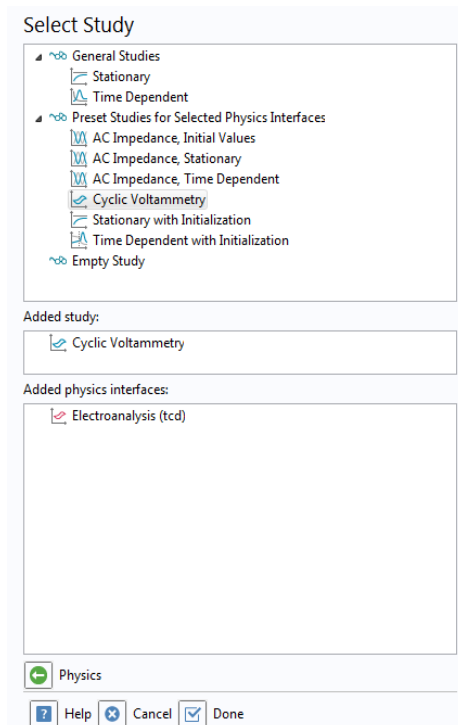 Select Study
General Studies
Stationary
Time Dependent
Preset Studies for Selected Physics Interfaces
AC Impedance, Initial Values
AC Impedance, Stationary
AC Impedance, Time Dependent
Cyclic Voltammetry
Stationary with Initialization
Time Dependent with Initialization
Empty Study
Added study:
Cyclic Voltammetry
Added physics interfaces:
Electroanalysis (tcd)
Physics
? Help Cancel Done